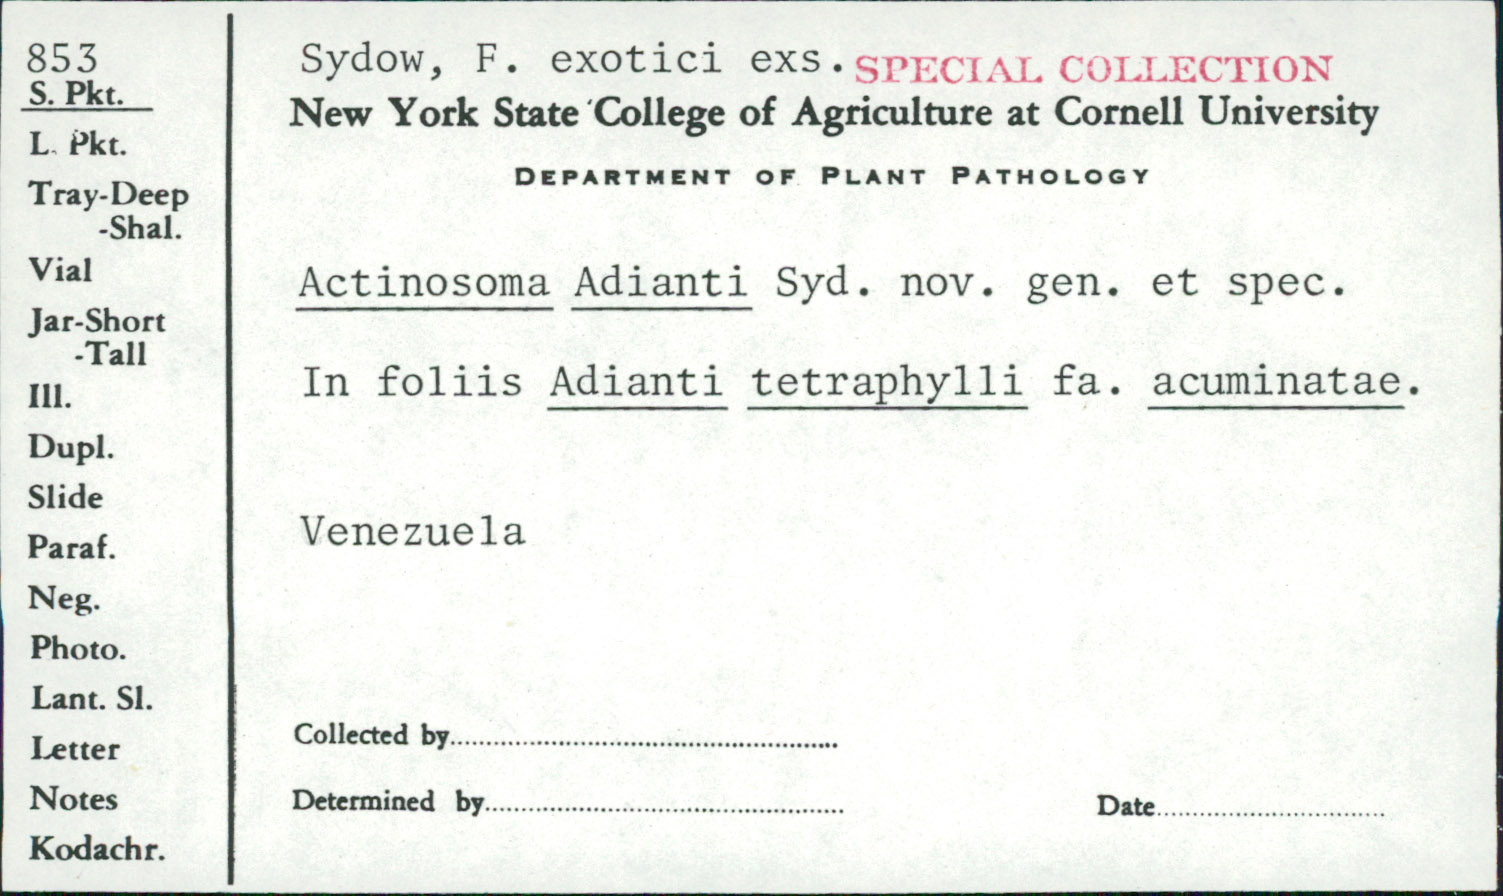 853
S. Pkt.
L. Pkt.
Tray-Deep
-Shal.
Vial
Jar-Short
-Tall
Ill.
Dupl.
Slide
Paraf.
Neg.
Photo.
Lant. Sl.
Letter
Notes
Kodachr.
Sydow, F. exotici exs. SPECIAL COLLECTION
New York State College of Agriculture at Cornell University
DEPARTMENT OF PLANT PATHOLOGY
Actinosoma Adianti Syd. nov. gen. et spec.
In foliis Adianti tetraphylli fa. acuminatae.
Venezuela
Collected by
Determined by Date